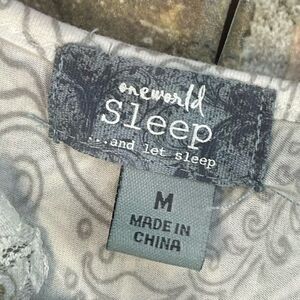 oneworld
Sleep
...and let sleep
M
MADE IN
CHINA